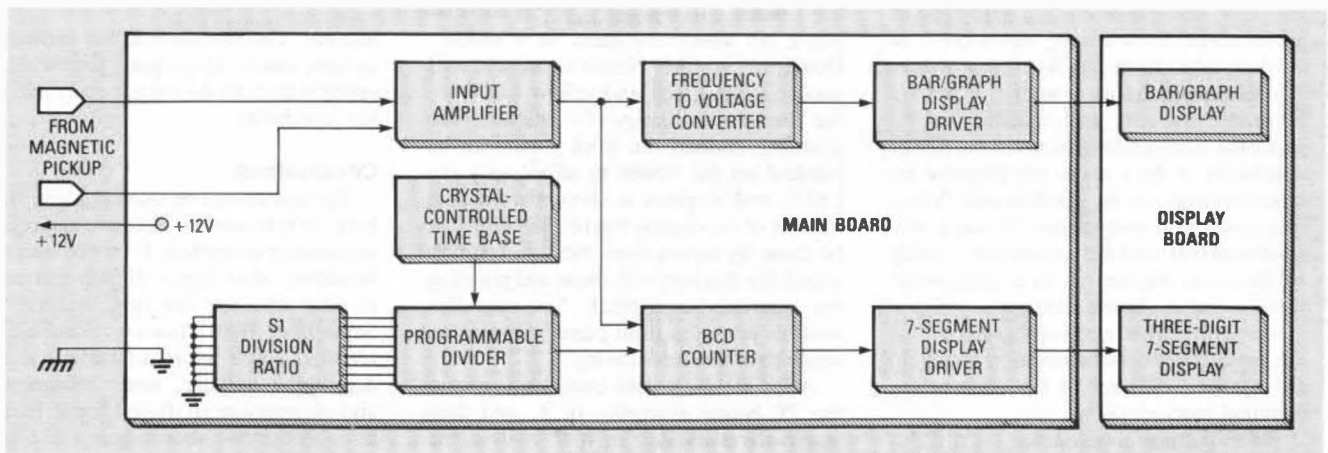 FROM
MAGNETIC
PICKUP
+ 12V
+ 12V
INPUT
AMPLIFIER
FREQUENCY
TO VOLTAGE
CONVERTER
BAR/GRAPH
DISPLAY
DRIVER
BAR/GRAPH
DISPLAY
CRYSTAL-
CONTROLLED
TIME BASE
MAIN BOARD
DISPLAY
BOARD
S1
DIVISION
RATIO
PROGRAMMABLE
DIVIDER
BCD
COUNTER
7-SEGMENT
DISPLAY
DRIVER
THREE-DIGIT
7-SEGMENT
DISPLAY